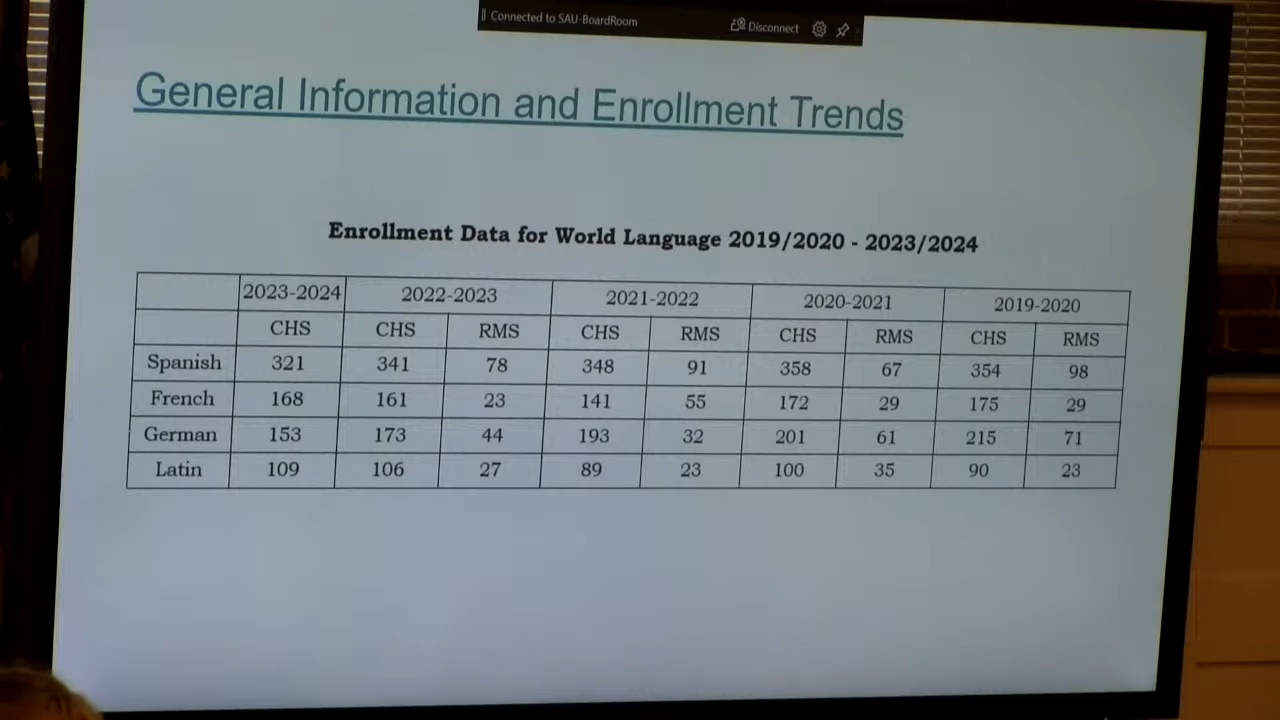 Connected to SAU-BoardRoom Disconnect
General Information and Enrollment Trends
Enrollment Data for World Language 2019/2020 - 2023/2024
2023-2024 2022-2023 2021-2022 2020-2021 2019-2020
CHS CHS RMS CHS RMS CHS RMS CHS RMS
Spanish 321 341 78 348 91 358 67 354 98
French 168 161 23 141 55 172 29 175 29
German 153 173 44 193 32 201 61 215 71
Latin 109 106 27 89 23 100 35 90 23